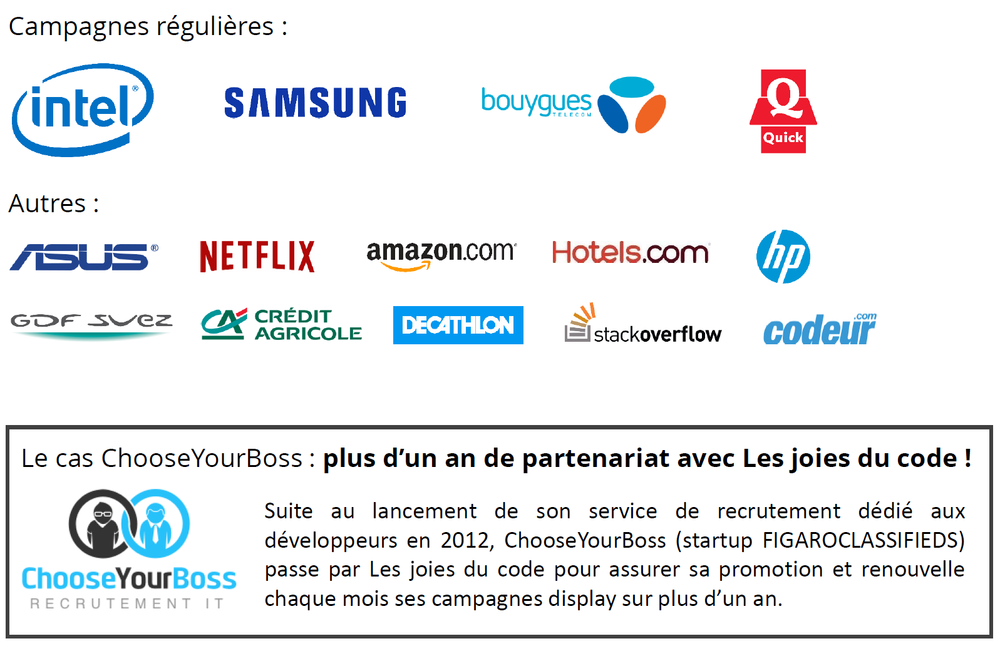 Campagnes régulières :
intel®
SAMSUNG
bouygues
TELECOM
Q
Quick
Autres :
ASUS®
NETFLIX
amazon.com®
Hotels.com
hp
GDF SUEZ
CA CRÉDIT
AGRICOLE
DECATHLON
stackoverflow
codeur.com
Le cas ChooseYourBoss : plus d’un an de partenariat avec Les joies du code !
ChooseYourBoss
RECRUTEMENT IT
Suite au lancement de son service de recrutement dédié aux
développeurs en 2012, ChooseYourBoss (startup FIGAROCLASSIFIEDS)
passe par Les joies du code pour assurer sa promotion et renouvelle
chaque mois ses campagnes display sur plus d’un an.